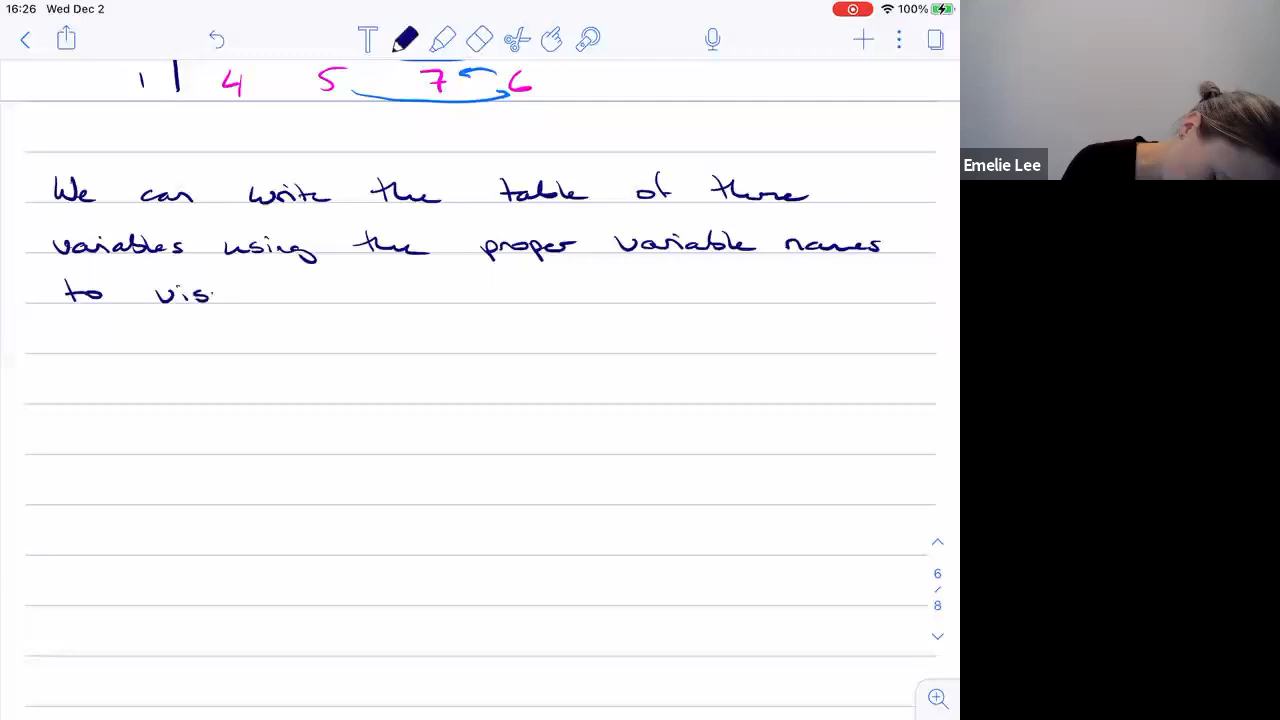 16:26 Wed Dec 2
100%
1 | 4 5 7 6
We can write the table of these
variables using the proper variable names
to vis
Emelie Lee
6
/
8